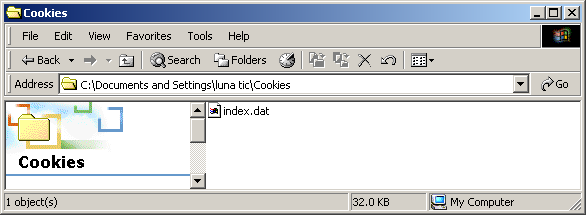 Cookies
File Edit View Favorites Tools Help
Back Search Folders
Address C:\Documents and Settings\luna tic\Cookies Go
index.dat
Cookies
1 object(s) 32.0 KB My Computer